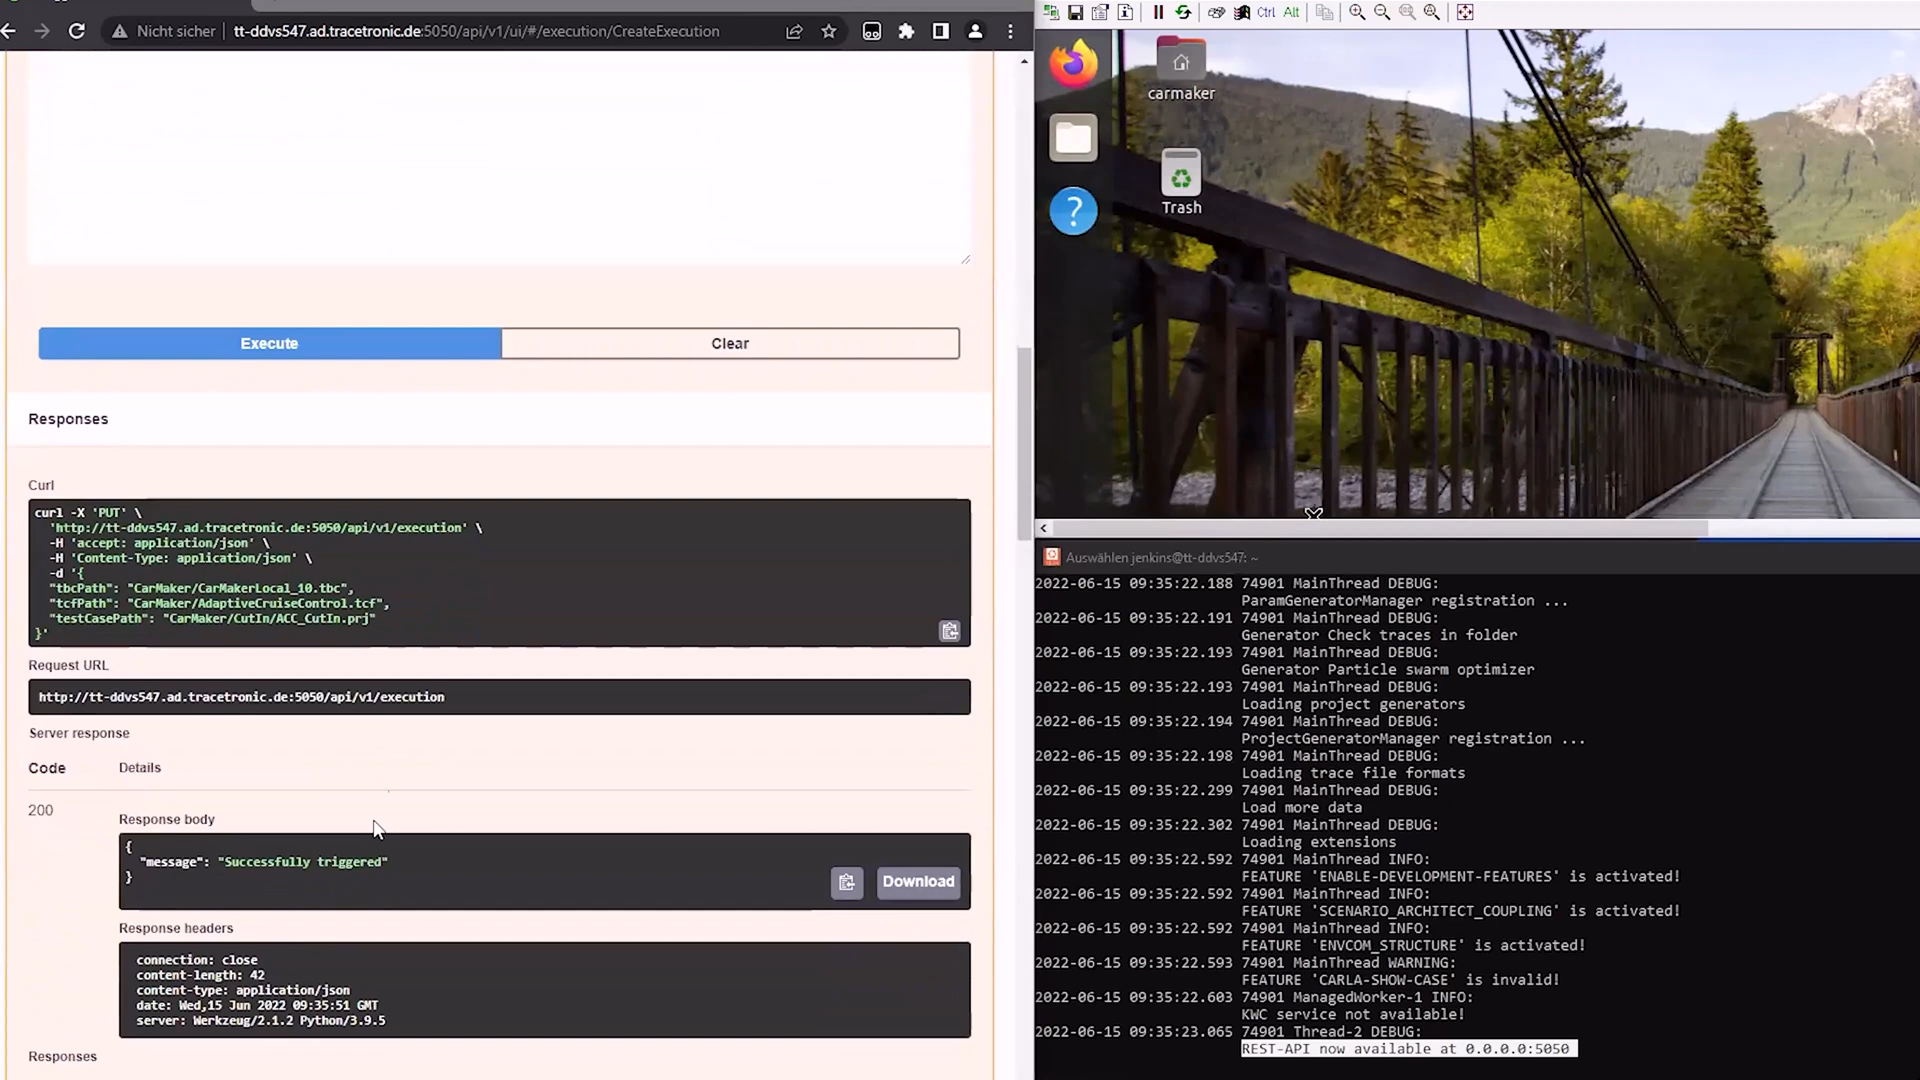 Nicht sicher tt-ddvs547.ad.tracetronic.de:5050/api/v1/ui/#/execution/CreateExecution
Execute
Clear
Responses
Curl
curl -X 'PUT' \
'http://tt-ddvs547.ad.tracetronic.de:5050/api/v1/execution' \
-H 'accept: application/json' \
-H 'Content-Type: application/json' \
-d '{
"tbcPath": "CarMaker/CarMakerLocal_10.tbc",
"tcfPath": "CarMaker/AdaptiveCruiseControl.tcf",
"testCasePath": "CarMaker/CutIn/ACC_CutIn.prj"
}'
Request URL
http://tt-ddvs547.ad.tracetronic.de:5050/api/v1/execution
Server response
Code Details
200
Response body
{
"message": "Successfully triggered"
}
Download
Response headers
connection: close
content-length: 42
content-type: application/json
date: Wed,15 Jun 2022 09:35:51 GMT
server: Werkzeug/2.1.2 Python/3.9.5
Responses
Ctrl Alt
carmaker
Trash
Auswählen jenkins@tt-ddvs547: ~
2022-06-15 09:35:22.188 74901 MainThread DEBUG:
ParamGeneratorManager registration ...
2022-06-15 09:35:22.191 74901 MainThread DEBUG:
Generator Check traces in folder
2022-06-15 09:35:22.193 74901 MainThread DEBUG:
Generator Particle swarm optimizer
2022-06-15 09:35:22.193 74901 MainThread DEBUG:
Loading project generators
2022-06-15 09:35:22.194 74901 MainThread DEBUG:
ProjectGeneratorManager registration ...
2022-06-15 09:35:22.198 74901 MainThread DEBUG:
Loading trace file formats
2022-06-15 09:35:22.299 74901 MainThread DEBUG:
Load more data
2022-06-15 09:35:22.302 74901 MainThread DEBUG:
Loading extensions
2022-06-15 09:35:22.592 74901 MainThread INFO:
FEATURE 'ENABLE-DEVELOPMENT-FEATURES' is activated!
2022-06-15 09:35:22.592 74901 MainThread INFO:
FEATURE 'SCENARIO_ARCHITECT_COUPLING' is activated!
2022-06-15 09:35:22.592 74901 MainThread INFO:
FEATURE 'ENVCOM_STRUCTURE' is activated!
2022-06-15 09:35:22.593 74901 MainThread WARNING:
FEATURE 'CARLA-SHOW-CASE' is invalid!
2022-06-15 09:35:22.603 74901 ManagedWorker-1 INFO:
KWC service not available!
2022-06-15 09:35:23.065 74901 Thread-2 DEBUG:
REST-API now available at 0.0.0.0:5050